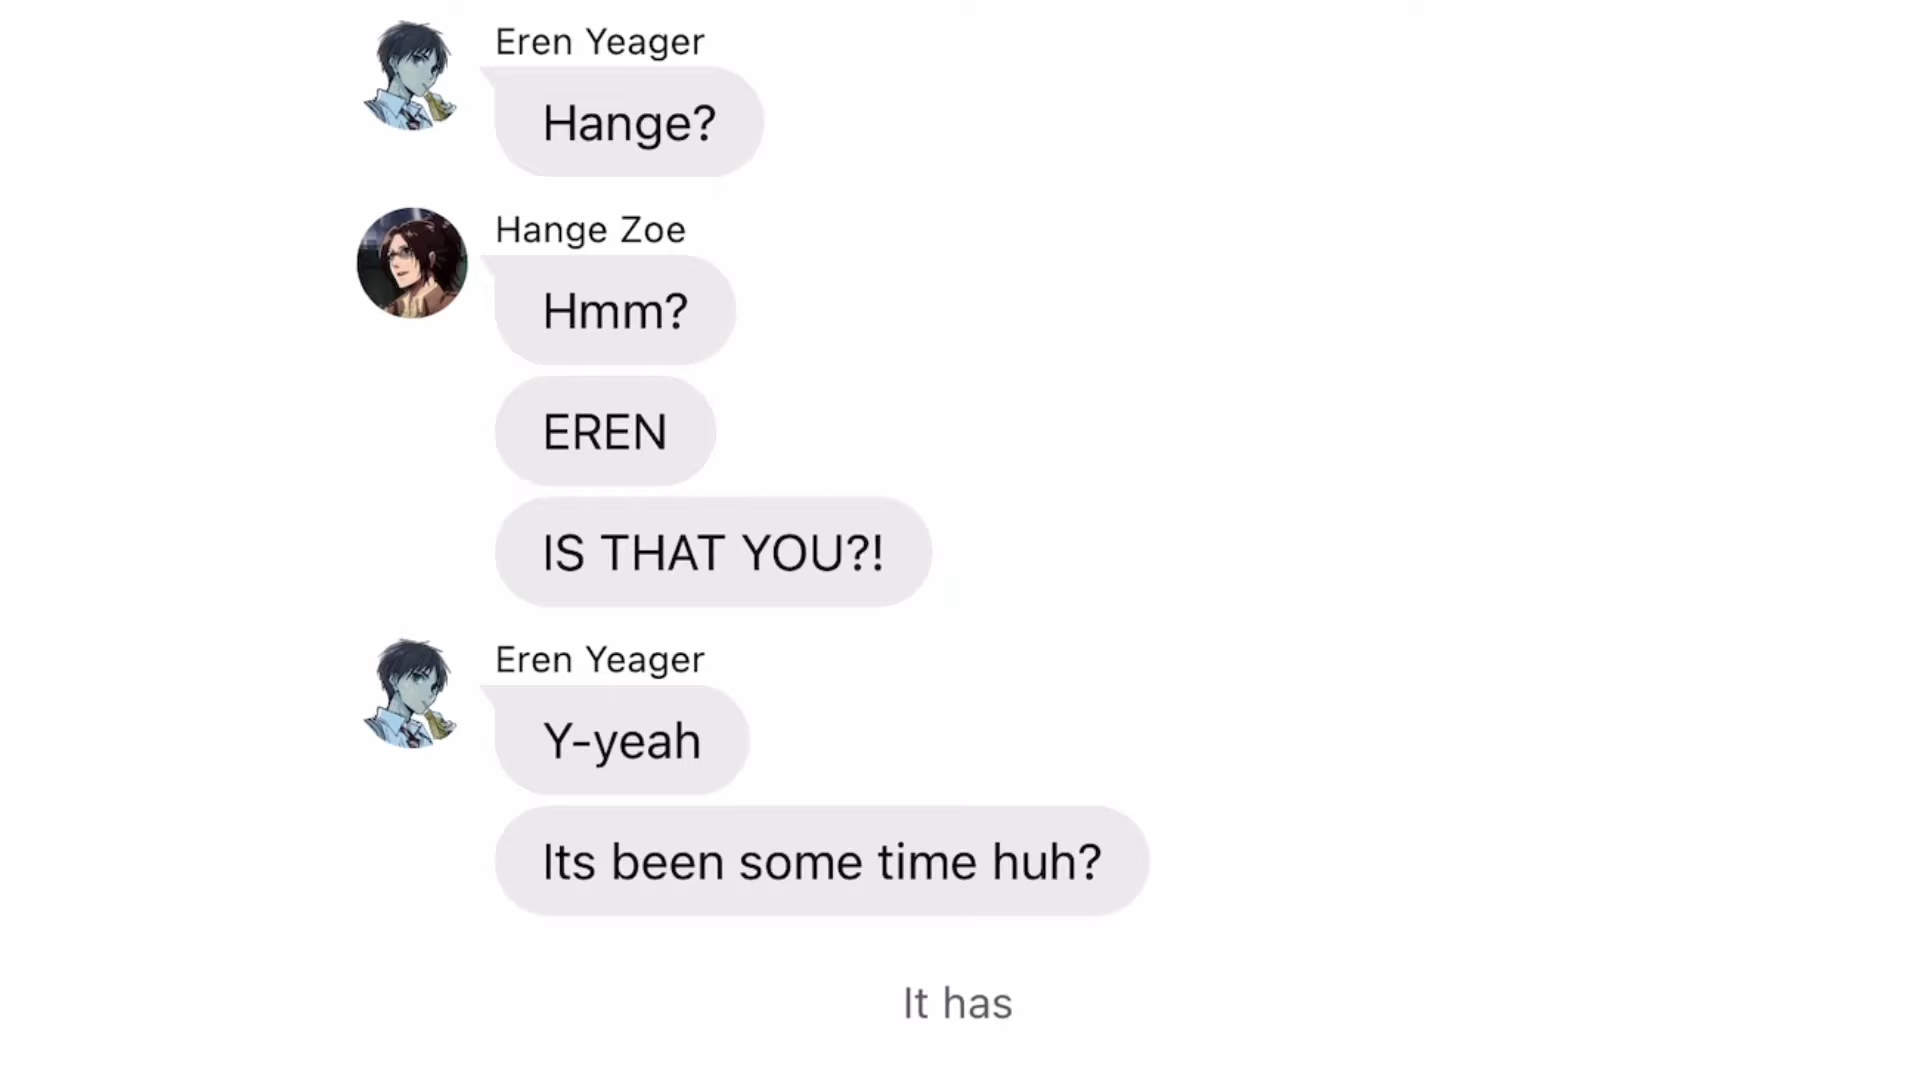 Eren Yeager
Hange?
Hange Zoe
Hmm?
EREN
IS THAT YOU?!
Eren Yeager
Y-yeah
Its been some time huh?
It has